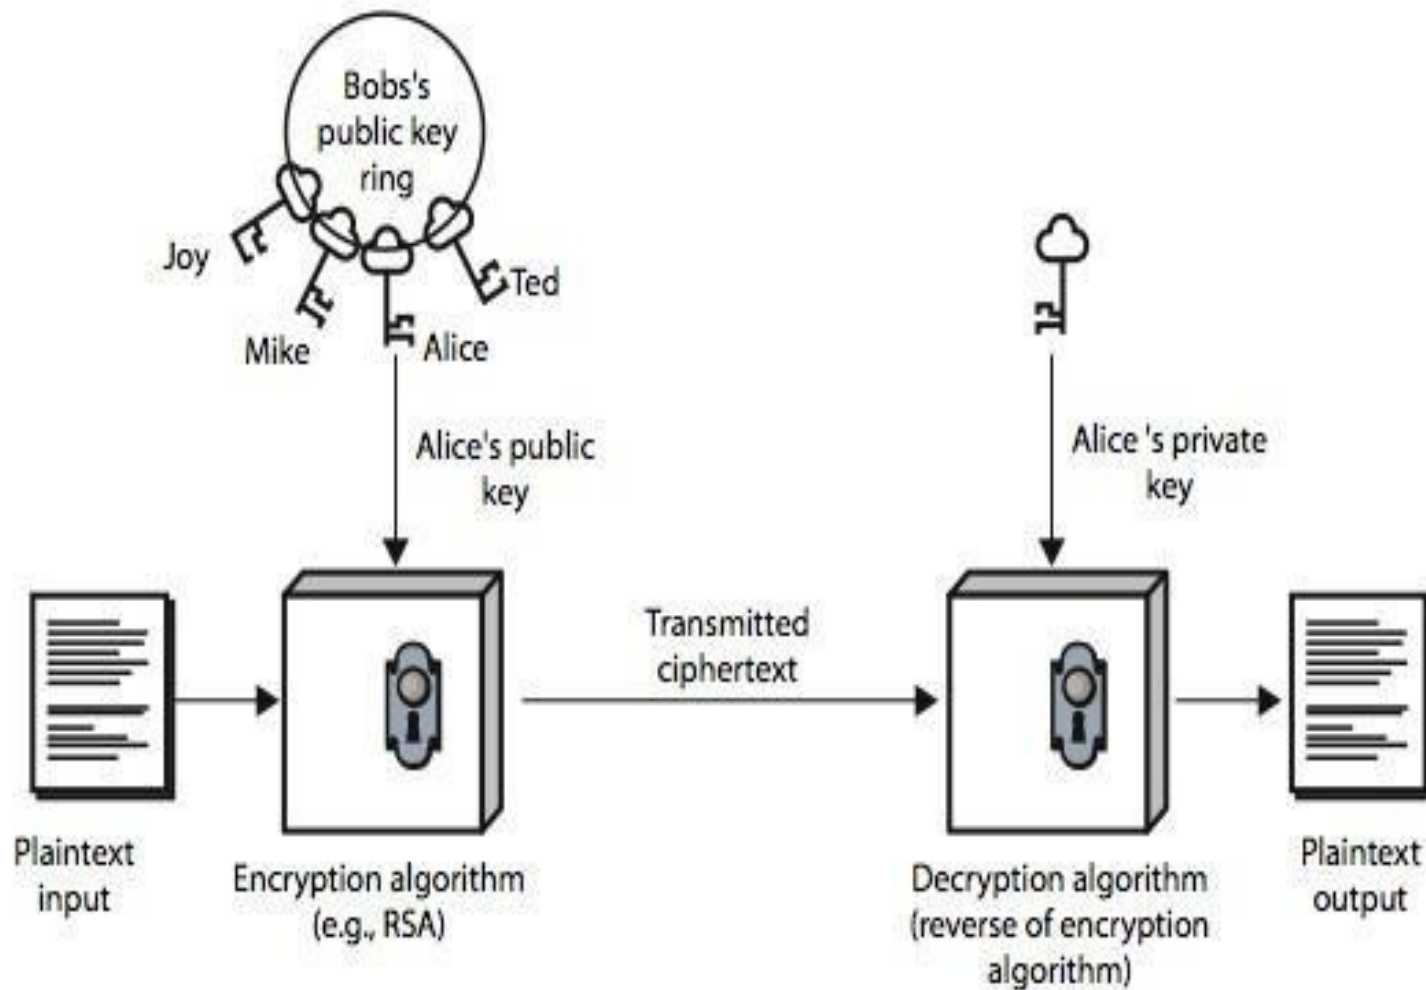 Bobs's
public key
ring
Joy
Ted
Mike
Alice
Alice's public
key
Alice 's private
key
Transmitted
ciphertext
Plaintext
input
Encryption algorithm
(e.g., RSA)
Decryption algorithm
(reverse of encryption
algorithm)
Plaintext
output